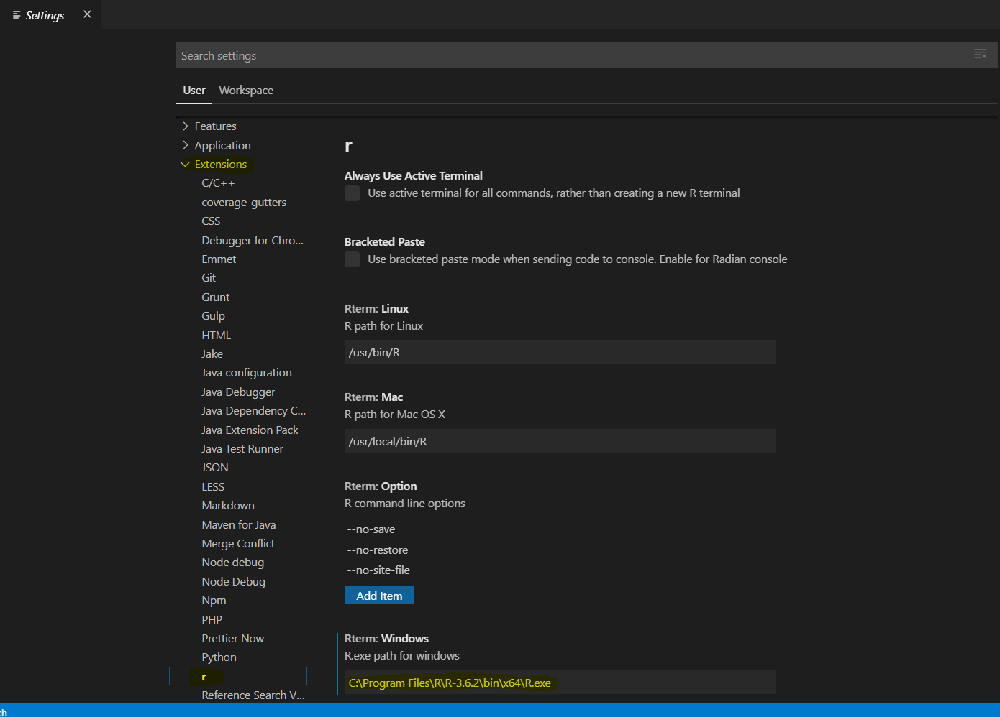 Settings
Search settings
User Workspace
Features
Application
Extensions
C/C++
coverage-gutters
CSS
Debugger for Chro...
Emmet
Git
Grunt
Gulp
HTML
Jake
Java configuration
Java Debugger
Java Dependency C...
Java Extension Pack
Java Test Runner
JSON
LESS
Markdown
Maven for Java
Merge Conflict
Node debug
Node Debug
Npm
PHP
Prettier Now
Python
r
Reference Search V...
r
Always Use Active Terminal
Use active terminal for all commands, rather than creating a new R terminal
Bracketed Paste
Use bracketed paste mode when sending code to console. Enable for Radian console
Rterm: Linux
R path for Linux
/usr/bin/R
Rterm: Mac
R path for Mac OS X
/usr/local/bin/R
Rterm: Option
R command line options
--no-save
--no-restore
--no-site-file
Add Item
Rterm: Windows
R.exe path for windows
C:\Program Files\R\R-3.6.2\bin\x64\R.exe